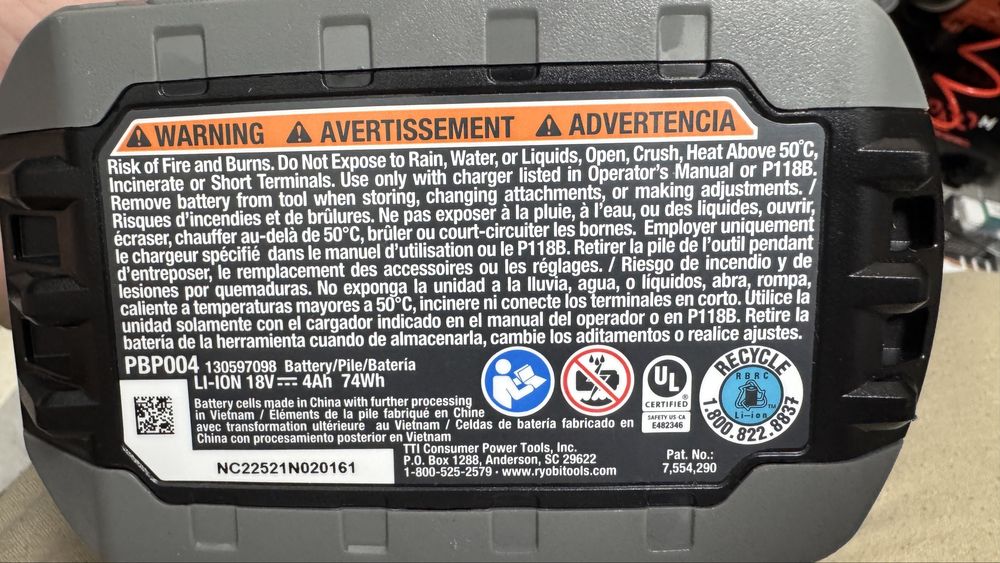 WARNING AVERTISSEMENT ADVERTENCIA
Risk of Fire and Burns. Do Not Expose to Rain, Water, or Liquids, Open, Crush, Heat Above 50°C,
Incinerate or Short Terminals. Use only with charger listed in Operator's Manual or P118B.
Remove battery from tool when storing, changing attachments, or making adjustments. /
Risques d'incendies et de brûlures. Ne pas exposer à la pluie, à l'eau, ou des liquides, ouvrir,
écraser, chauffer au-delà de 50°C, brûler ou court-circuiter les bornes. Employer uniquement
le chargeur spécifié dans le manuel d'utilisation ou le P118B. Retirer la pile de l'outil pendant
d'entreposer, le remplacement des accessoires ou les réglages. / Riesgo de incendio y de
lesiones por quemaduras. No exponga la unidad a la lluvia, agua, o liquidos, abra, rompa,
caliente a temperaturas mayores a 50°C, incinere ni conecte los terminales en corto. Utilice la
unidad solamente con el cargador indicado en el manual del operador o en P118B. Retire la
batería de la herramienta cuando de almacenarla, cambie los aditamentos o realice ajustes.
PBP004 130597098 Battery/Pile/Batería
LI-ION 18V 4Ah 74Wh
Battery cells made in China with further processing
in Vietnam / Eléments de la pile fabriqué en Chine
avec transformation ultérieure au Vietnam / Celdas de batería fabricado en
China con procesamiento posterior en Vietnam
NC22521N020161
TTI Consumer Power Tools, Inc.
P.O. Box 1288, Anderson, SC 29622
1-800-525-2579 · www.ryobitools.com
UL
CERTIFIED
SAFETY US-CA
E482346
RECYCLE
RBRC
Li-ion
1.800.822.8837
Pat. No.:
7,554,290